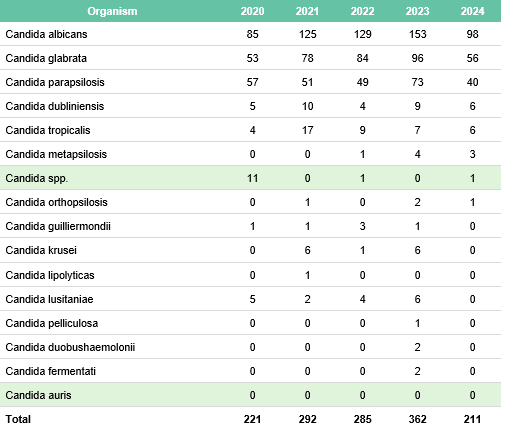 Organism 2020 2021 2022 2023 2024
Candida albicans 85 125 129 153 98
Candida glabrata 53 78 84 96 56
Candida parapsilosis 57 51 49 73 40
Candida dubliniensis 5 10 4 9 6
Candida tropicalis 4 17 9 7 6
Candida metapsilosis 0 0 1 4 3
Candida spp. 11 0 1 0 1
Candida orthopsilosis 0 1 0 2 1
Candida guilliermondii 1 1 3 1 0
Candida krusei 0 6 1 6 0
Candida lipolyticas 0 1 0 0 0
Candida lusitaniae 5 2 4 6 0
Candida pelliculosa 0 0 0 1 0
Candida duobushaemolonii 0 0 0 2 0
Candida fermentati 0 0 0 2 0
Candida auris 0 0 0 0 0
Total 221 292 285 362 211